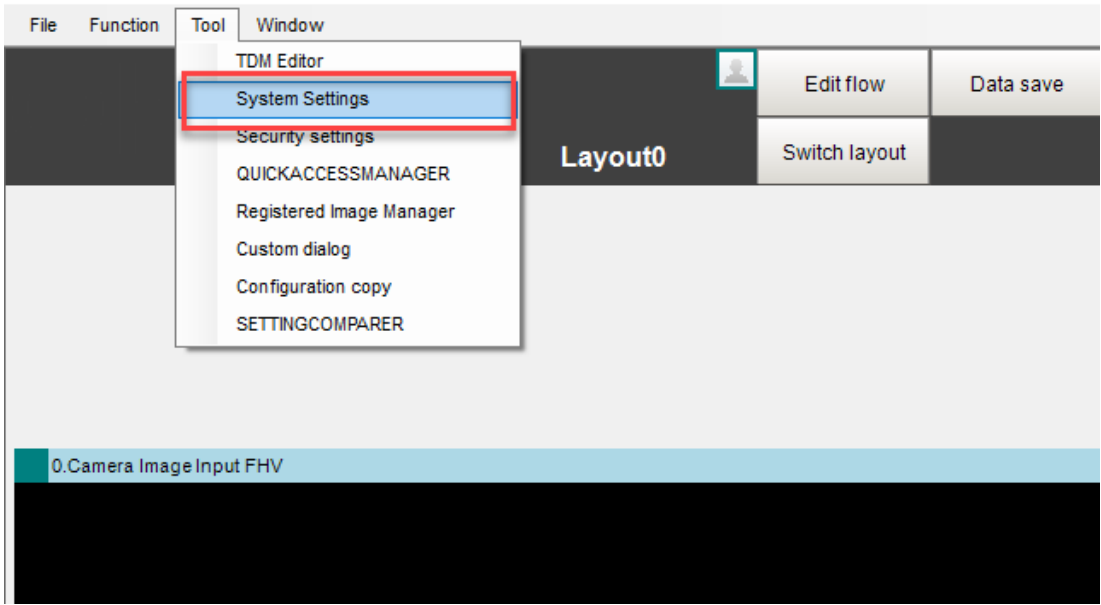 File Function Tool Window
TDM Editor
System Settings
Security settings
QUICKACCESSMANAGER
Registered Image Manager
Custom dialog
Configuration copy
SETTINGCOMPARER
Layout0
Edit flow
Data save
Switch layout
0.Camera Image Input FHV